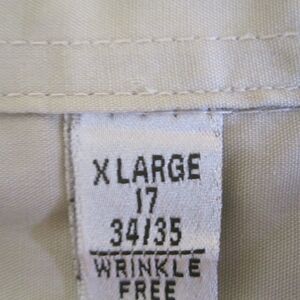 X LARGE
17
34/35
WRINKLE
FREE